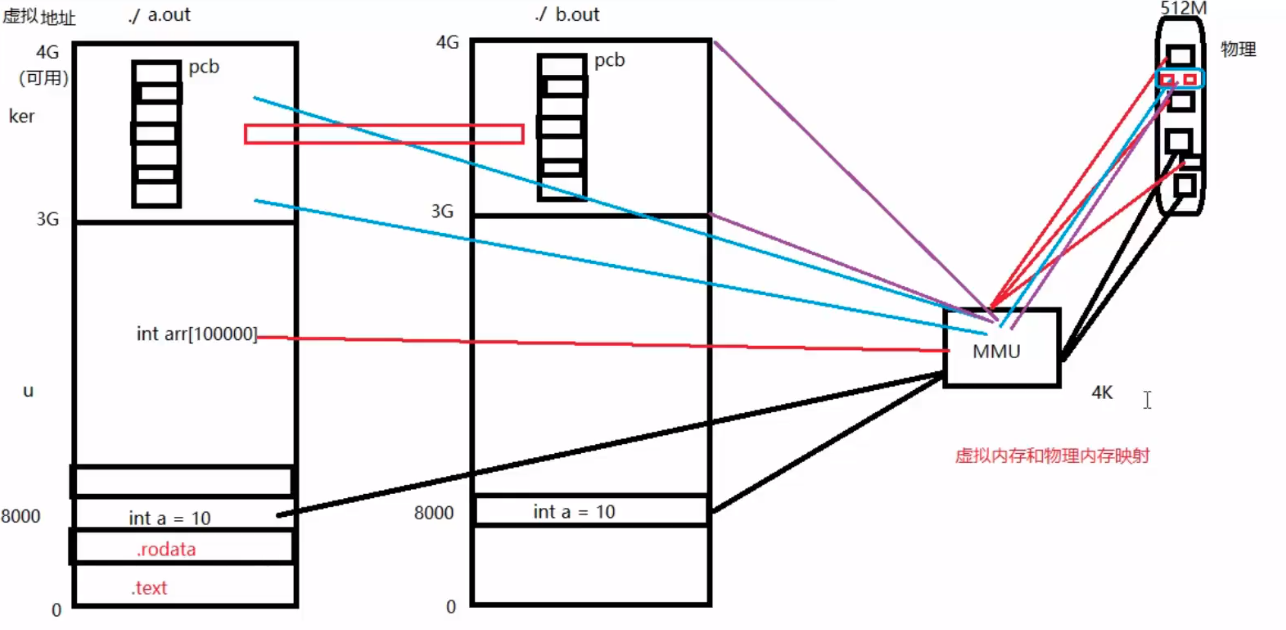 虚拟地址
./ a.out
./ b.out
512M
物理
4G
(可用)
pcb
4G
pcb
ker
3G
3G
int arr[100000]
MMU
u
4K
虚拟内存和物理内存映射
8000
int a = 10
8000
int a = 10
.rodata
.text
0
0